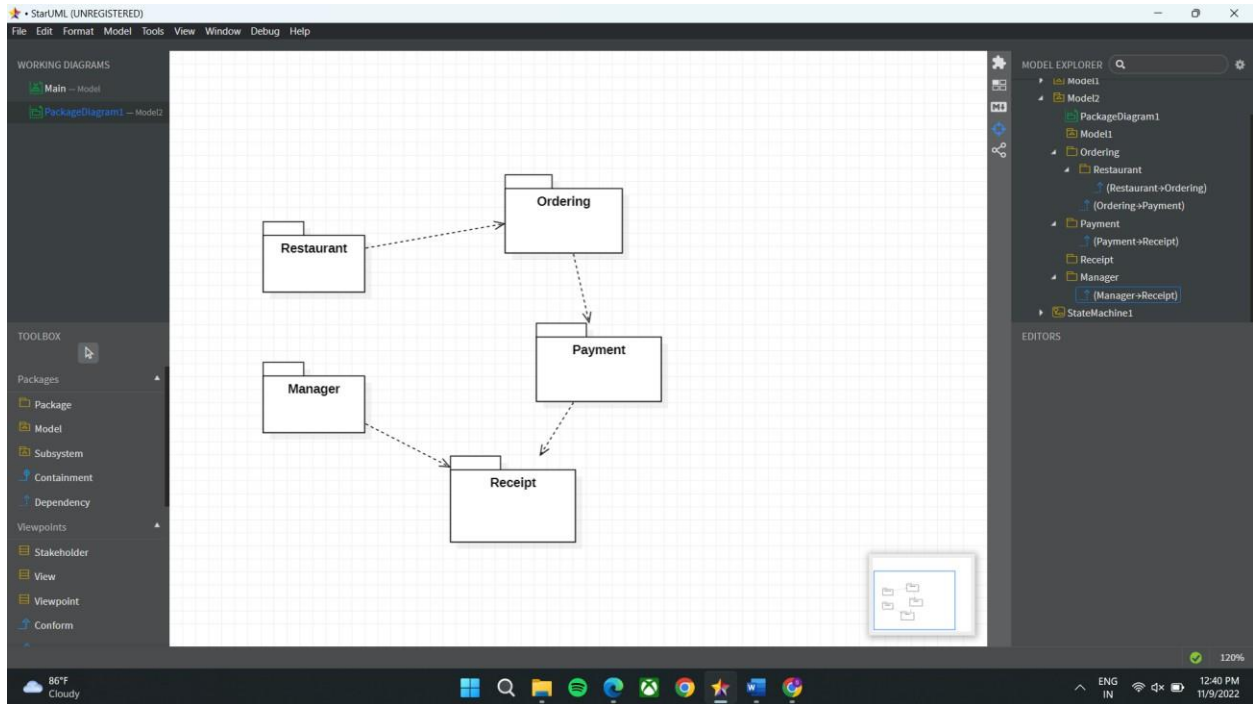 • StarUML (UNREGISTERED)
File Edit Format Model Tools View Window Debug Help
WORKING DIAGRAMS
Main — Model
PackageDiagram1 — Model2
TOOLBOX
Packages
Package
Model
Subsystem
Containment
Dependency
Viewpoints
Stakeholder
View
Viewpoint
Conform
Ordering
Restaurant
Payment
Manager
Receipt
MODEL EXPLORER
Model1
Model2
PackageDiagram1
Model1
Ordering
Restaurant
(Restaurant→Ordering)
(Ordering→Payment)
Payment
(Payment→Receipt)
Receipt
Manager
(Manager→Receipt)
StateMachine1
EDITORS
120%
86°F
Cloudy
ENG
IN
12:40 PM
11/9/2022